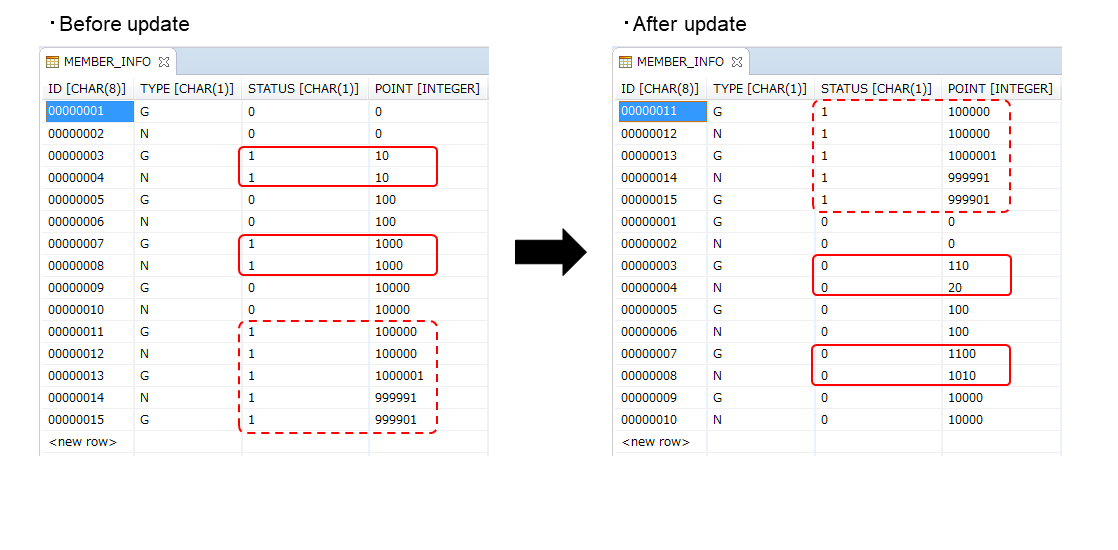 ・Before update
MEMBER_INFO
ID [CHAR(8)] TYPE [CHAR(1)] STATUS [CHAR(1)] POINT [INTEGER]
00000001 G 0 0
00000002 N 0 0
00000003 G 1 10
00000004 N 1 10
00000005 G 0 100
00000006 N 0 100
00000007 G 1 1000
00000008 N 1 1000
00000009 G 0 10000
00000010 N 0 10000
00000011 G 1 100000
00000012 N 1 100000
00000013 G 1 1000001
00000014 N 1 999991
00000015 G 1 999901
<new row>
・After update
MEMBER_INFO
ID [CHAR(8)] TYPE [CHAR(1)] STATUS [CHAR(1)] POINT [INTEGER]
00000011 G 1 100000
00000012 N 1 100000
00000013 G 1 1000001
00000014 N 1 999991
00000015 G 1 999901
00000001 G 0 0
00000002 N 0 0
00000003 G 0 110
00000004 N 0 20
00000005 G 0 100
00000006 N 0 100
00000007 G 0 1100
00000008 N 0 1010
00000009 G 0 10000
00000010 N 0 10000
<new row>